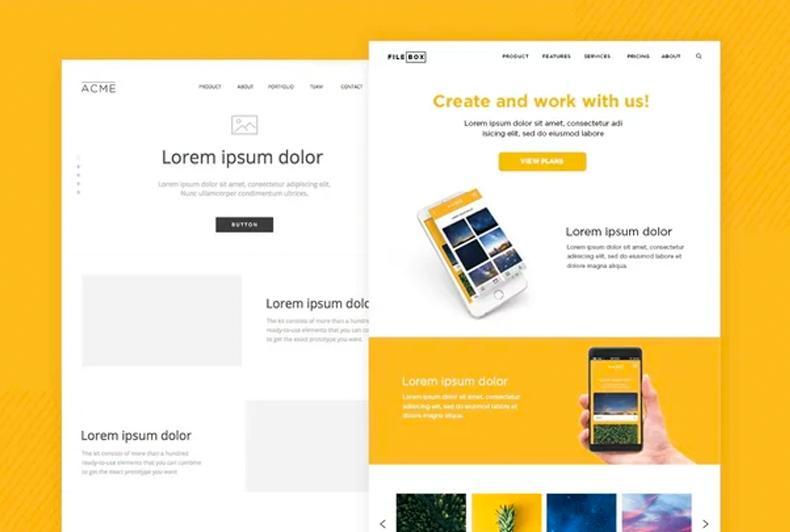 ACME
PRODUCT ABOUT PORTFOLIO TEAM CONTACT
Lorem ipsum dolor
Lorem ipsum dolor sit amet, consectetur adipiscing elit.
Nunc ullamcorper condimentum ultrices.
BUTTON
Lorem ipsum dolo
The kit consists of more than a hundred
ready-to-use elements that you can co
to get the exact prototype you want
Lorem ipsum dolor
The kit consists of more than a hundred
ready-to-use elements that you can combine
to get the exact prototype you want
FILEBOX
PRODUCT FEATURES SERVICES PRICING ABOUT
Create and work with us!
Lorem ipsum dolor sit amet, consectetur adi
isicing elit, sed do eiusmod labore
VIEW PLANS
Lorem ipsum dolor
Lorem ipsum dolor sit amet, consectetur
adiisicing elit, sed do eiusmod labore et
dolore magna aliqua.
Lorem ipsum dolor
Lorem ipsum dolor sit amet, consectetur
adiisicing elit, sed do eiusmod labore et dolore
magna aliqua.